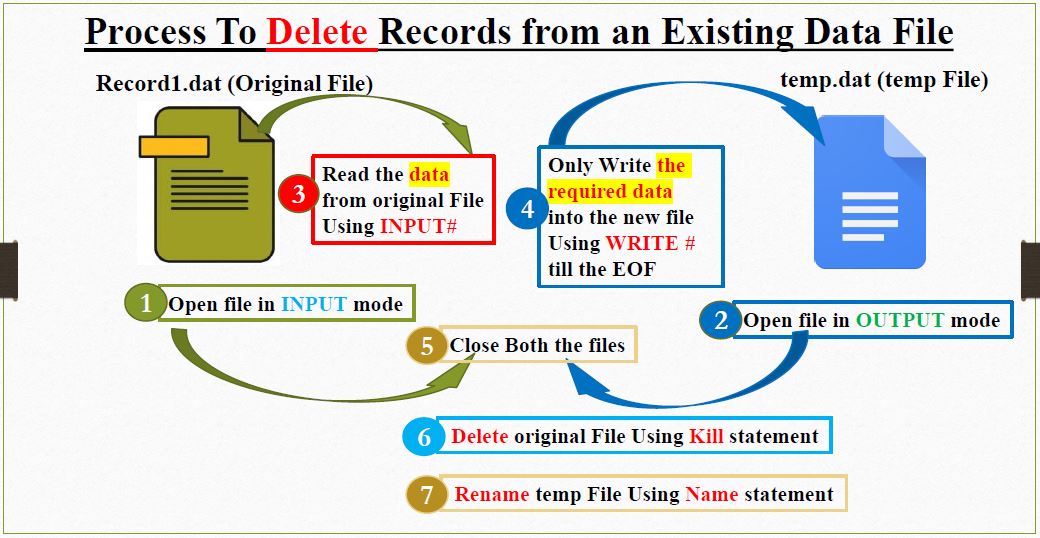 Process To Delete Records from an Existing Data File
Record1.dat (Original File)
temp.dat (temp File)
3
Read the data
from original File
Using INPUT#
4
Only Write the
required data
into the new file
Using WRITE #
till the EOF
1
Open file in INPUT mode
2
Open file in OUTPUT mode
5
Close Both the files
6
Delete original File Using Kill statement
7
Rename temp File Using Name statement